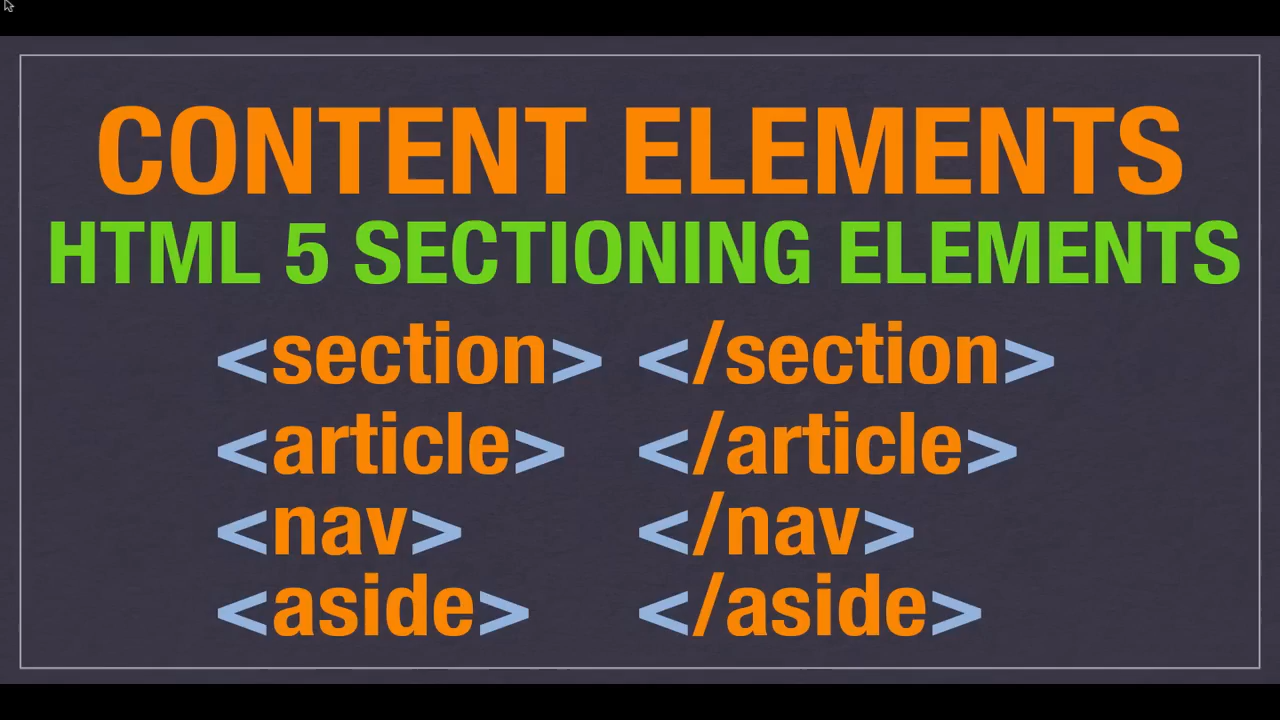 CONTENT ELEMENTS
HTML 5 SECTIONING ELEMENTS
<section> </section>
<article> </article>
<nav> </nav>
<aside> </aside>